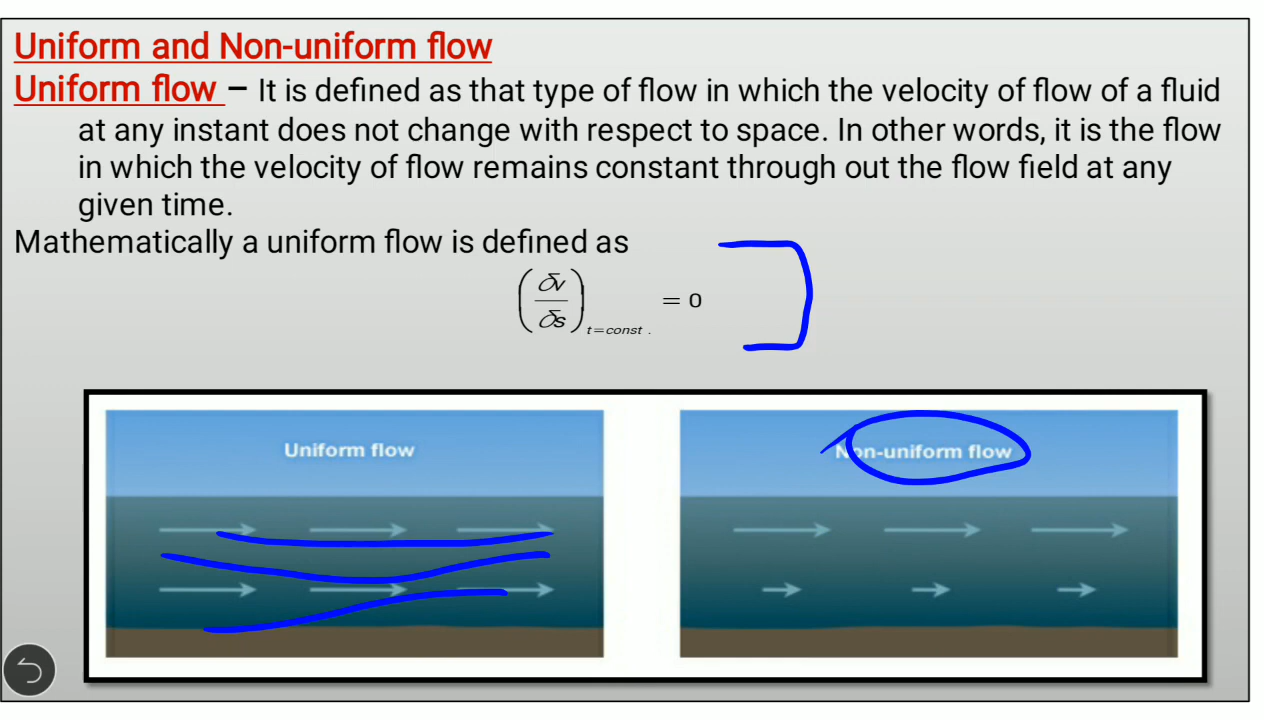 Uniform and Non-uniform flow
Uniform flow – It is defined as that type of flow in which the velocity of flow of a fluid
at any instant does not change with respect to space. In other words, it is the flow
in which the velocity of flow remains constant through out the flow field at any
given time.
Mathematically a uniform flow is defined as
(δv/δs)t=const. = 0
Uniform flow
Non-uniform flow